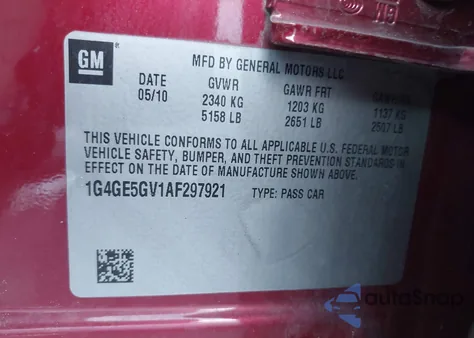 GM
MFD BY GENERAL MOTORS LLC
DATE GVWR GAWR FRT GAWR RR
05/10 2340 KG 1203 KG 1137 KG
5158 LB 2651 LB 2507 LB
THIS VEHICLE CONFORMS TO ALL APPLICABLE U.S. FEDERAL MOTOR
VEHICLE SAFETY, BUMPER, AND THEFT PREVENTION STANDARDS IN
EFFECT ON THE DATE OF MANUFACTURE SHOWN ABOVE.
1G4GE5GV1AF297921 TYPE: PASS CAR
autoSnap